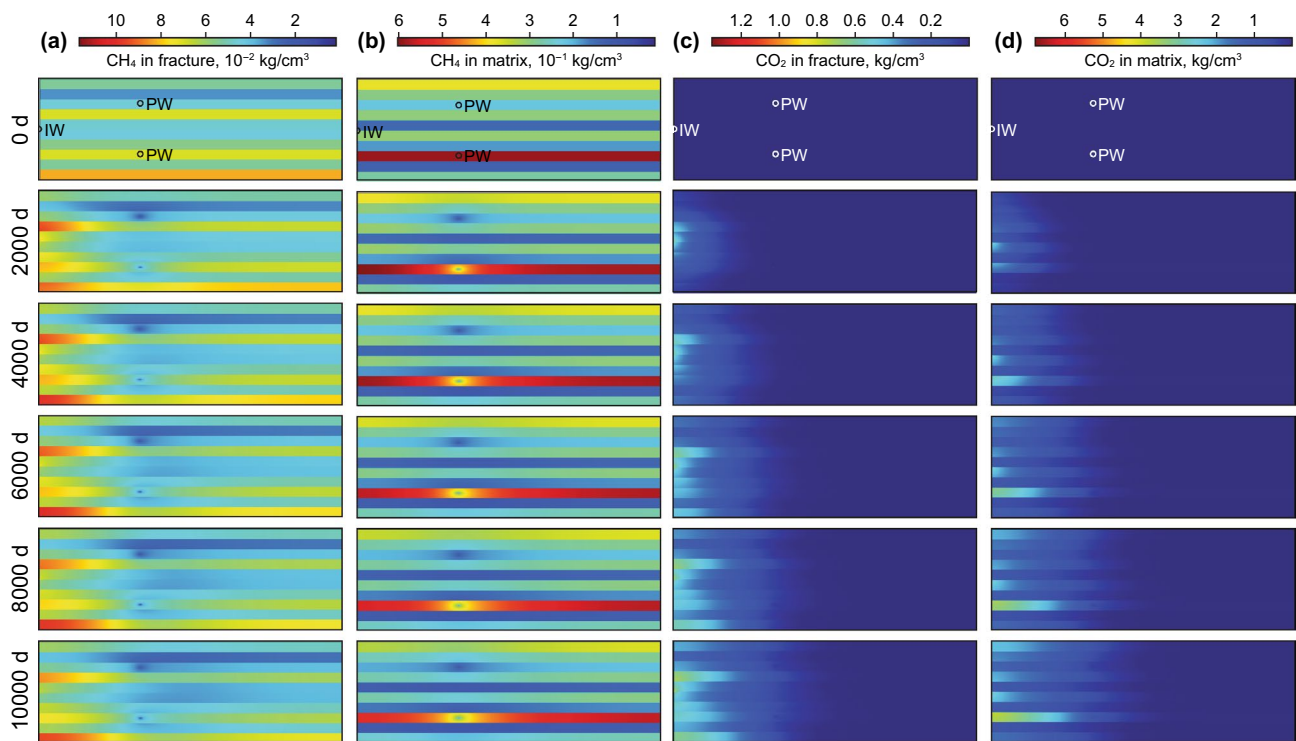 10 8 6 4 2
(a)
CH₄ in fracture, 10⁻² kg/cm³
6 5 4 3 2 1
(b)
CH₄ in matrix, 10⁻¹ kg/cm³
1.2 1.0 0.8 0.6 0.4 0.2
(c)
CO₂ in fracture, kg/cm³
6 5 4 3 2 1
(d)
CO₂ in matrix, kg/cm³
0 d
PW
IW
PW
PW
IW
PW
PW
IW
PW
PW
IW
PW
2000 d
4000 d
6000 d
8000 d
10000 d